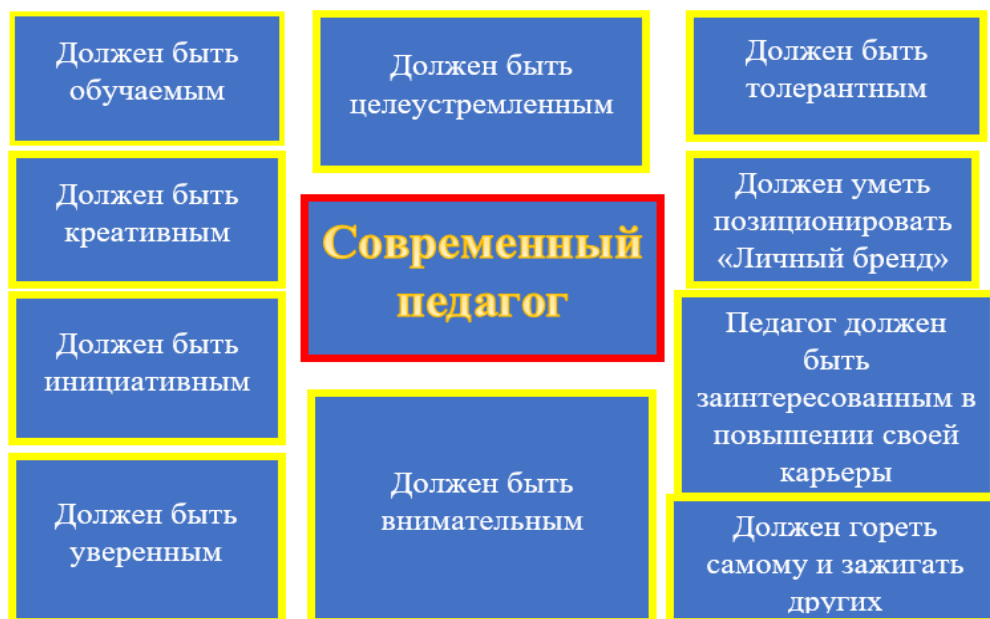 Должен быть
обучаемым
Должен быть
креативным
Должен быть
инициативным
Должен быть
уверенным
Должен быть
целеустремленным
Современный
педагог
Должен быть
внимательным
Должен быть
толерантным
Должен уметь
позиционировать
«Личный бренд»
Педагог должен
быть
заинтересованным в
повышении своей
карьеры
Должен гореть
самому и зажигать
других